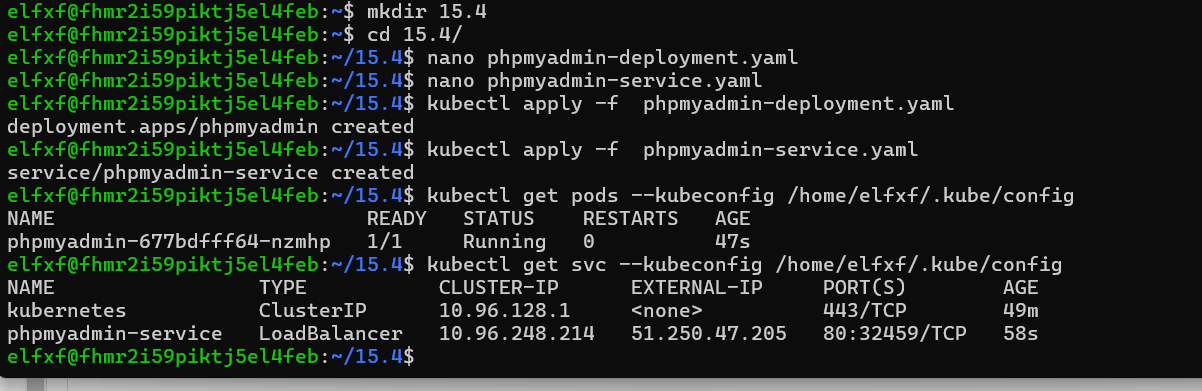 elfxf@fhmr2i59piktj5el4feb:~$ mkdir 15.4
elfxf@fhmr2i59piktj5el4feb:~$ cd 15.4/
elfxf@fhmr2i59piktj5el4feb:~/15.4$ nano phpmyadmin-deployment.yaml
elfxf@fhmr2i59piktj5el4feb:~/15.4$ nano phpmyadmin-service.yaml
elfxf@fhmr2i59piktj5el4feb:~/15.4$ kubectl apply -f  phpmyadmin-deployment.yaml
deployment.apps/phpmyadmin created
elfxf@fhmr2i59piktj5el4feb:~/15.4$ kubectl apply -f  phpmyadmin-service.yaml
service/phpmyadmin-service created
elfxf@fhmr2i59piktj5el4feb:~/15.4$ kubectl get pods --kubeconfig /home/elfxf/.kube/config
NAME                          READY   STATUS    RESTARTS   AGE
phpmyadmin-677bdfff64-nzmhp   1/1     Running   0          47s
elfxf@fhmr2i59piktj5el4feb:~/15.4$ kubectl get svc --kubeconfig /home/elfxf/.kube/config
NAME                 TYPE           CLUSTER-IP      EXTERNAL-IP     PORT(S)        AGE
kubernetes           ClusterIP      10.96.128.1     <none>          443/TCP        49m
phpmyadmin-service   LoadBalancer   10.96.248.214   51.250.47.205   80:32459/TCP   58s
elfxf@fhmr2i59piktj5el4feb:~/15.4$